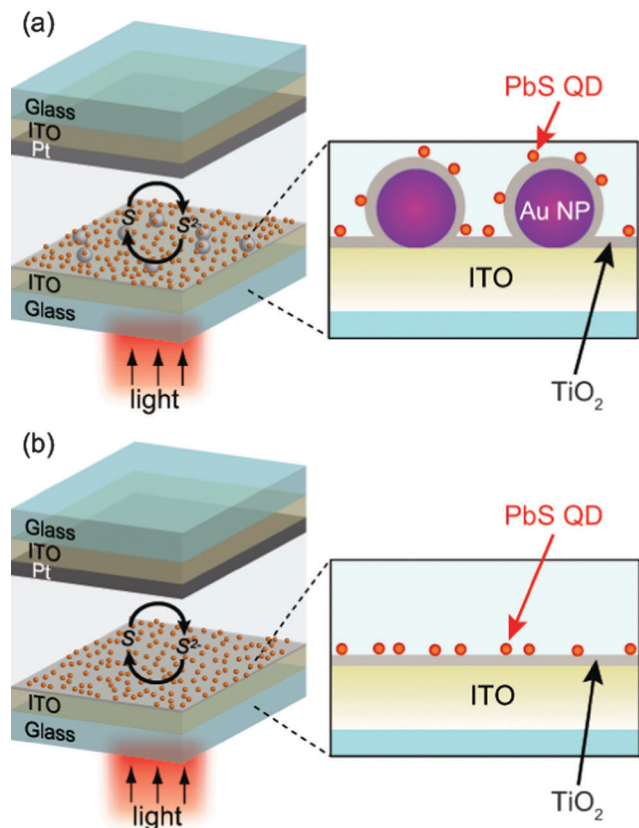 (a)
Glass
ITO
Pt
S
S²⁻
ITO
Glass
light
PbS QD
Au NP
ITO
TiO₂
(b)
Glass
ITO
Pt
S
S²⁻
ITO
Glass
light
PbS QD
ITO
TiO₂